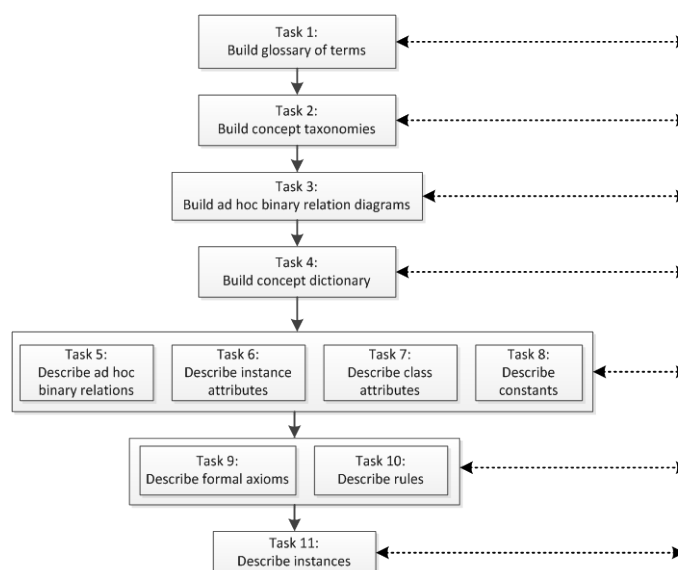 Task 1:
Build glossary of terms
Task 2:
Build concept taxonomies
Task 3:
Build ad hoc binary relation diagrams
Task 4:
Build concept dictionary
Task 5:
Describe ad hoc
binary relations
Task 6:
Describe instance
attributes
Task 7:
Describe class
attributes
Task 8:
Describe
constants
Task 9:
Describe formal axioms
Task 10:
Describe rules
Task 11:
Describe instances